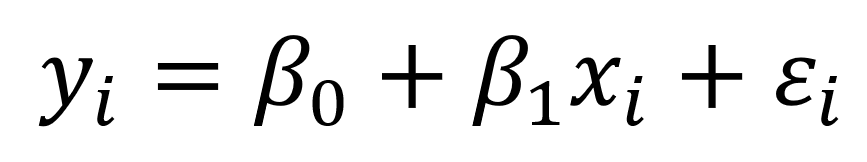 yᵢ = β₀ + β₁xᵢ + εᵢ